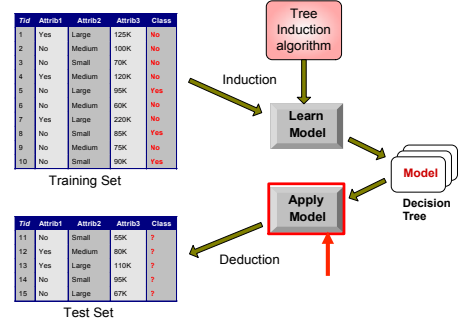 Tid Attrib1 Attrib2 Attrib3 Class
1 Yes Large 125K No
2 No Medium 100K No
3 No Small 70K No
4 Yes Medium 120K No
5 No Large 95K Yes
6 No Medium 60K No
7 Yes Large 220K No
8 No Small 85K Yes
9 No Medium 75K No
10 No Small 90K Yes
Training Set
Tree
Induction
algorithm
Induction
Learn
Model
Model
Decision
Tree
Apply
Model
Deduction
Tid Attrib1 Attrib2 Attrib3 Class
11 No Small 55K ?
12 Yes Medium 80K ?
13 Yes Large 110K ?
14 No Small 95K ?
15 No Large 67K ?
Test Set